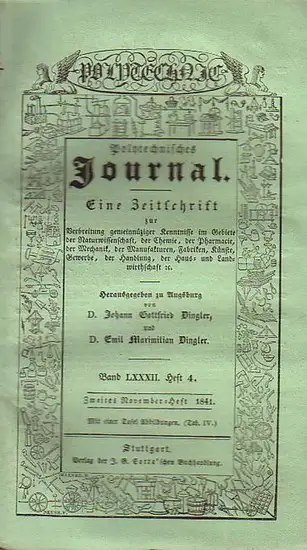 POLYTECHNIC
Polytechnisches
Journal.
Eine Zeitschrift
zur
Verbreitung gemeinnütziger Kenntnisse im Gebiete
der Naturwissenschaft, der Chemie, der Pharmacie,
der Mechanik, der Manufakturen, Fabriken, Künste,
Gewerbe, der Handlung, der Haus- und Land-
wirthschaft ꝛc.
Herausgegeben zu Augsburg
von
D. Johann Gottfried Dingler,
und
D. Emil Maximilian Dingler.
Band LXXXII. Heft 4.
Zweites November-Heft 1841.
Mit einer Tafel Abbildungen. (Tab. IV.)
Stuttgart.
Verlag der J. G. Cotta'schen Buchhandlung.